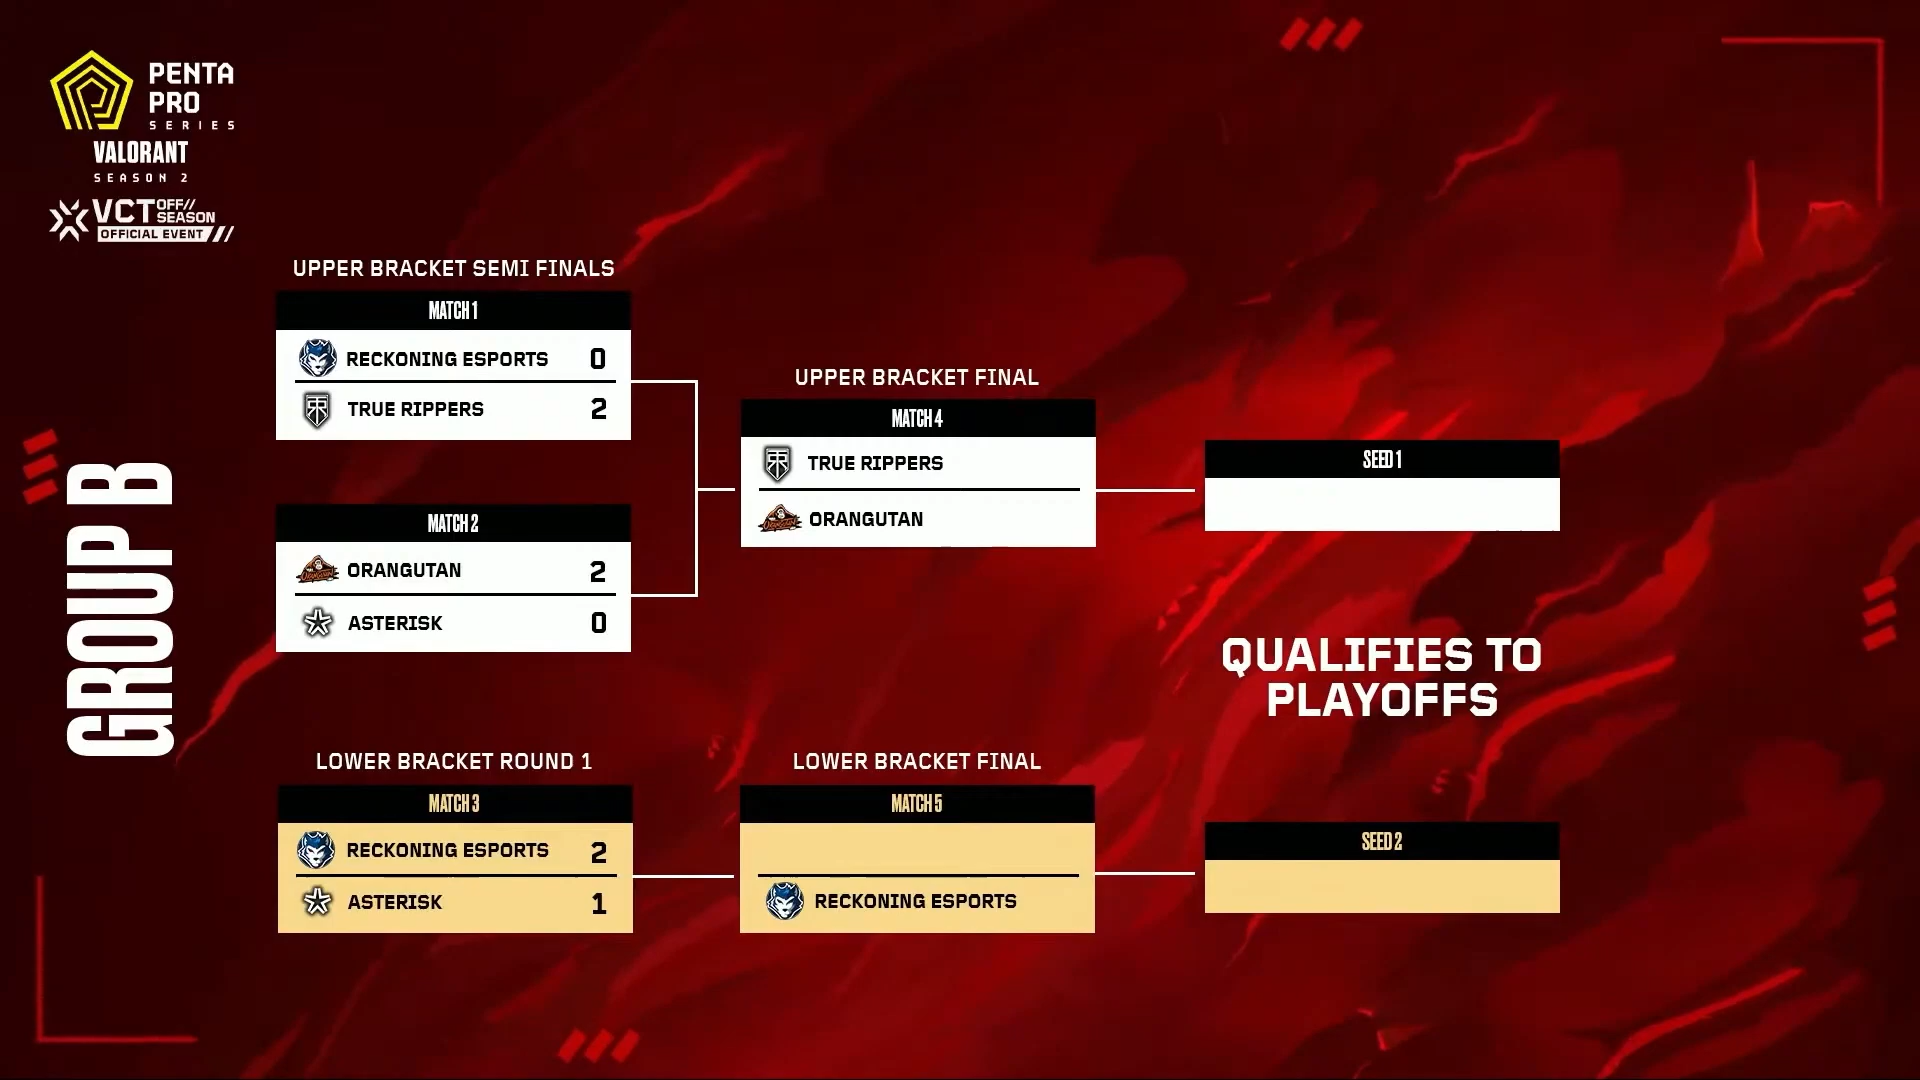 PENTA
PRO
SERIES
VALORANT
SEASON 2
VCT OFF//
SEASON
OFFICIAL EVENT
GROUP B
UPPER BRACKET SEMI FINALS
MATCH 1
RECKONING ESPORTS 0
TRUE RIPPERS 2
MATCH 2
ORANGUTAN 2
ASTERISK 0
UPPER BRACKET FINAL
MATCH 4
TRUE RIPPERS
ORANGUTAN
SEED 1
QUALIFIES TO
PLAYOFFS
LOWER BRACKET ROUND 1
MATCH 3
RECKONING ESPORTS 2
ASTERISK 1
LOWER BRACKET FINAL
MATCH 5
RECKONING ESPORTS
SEED 2